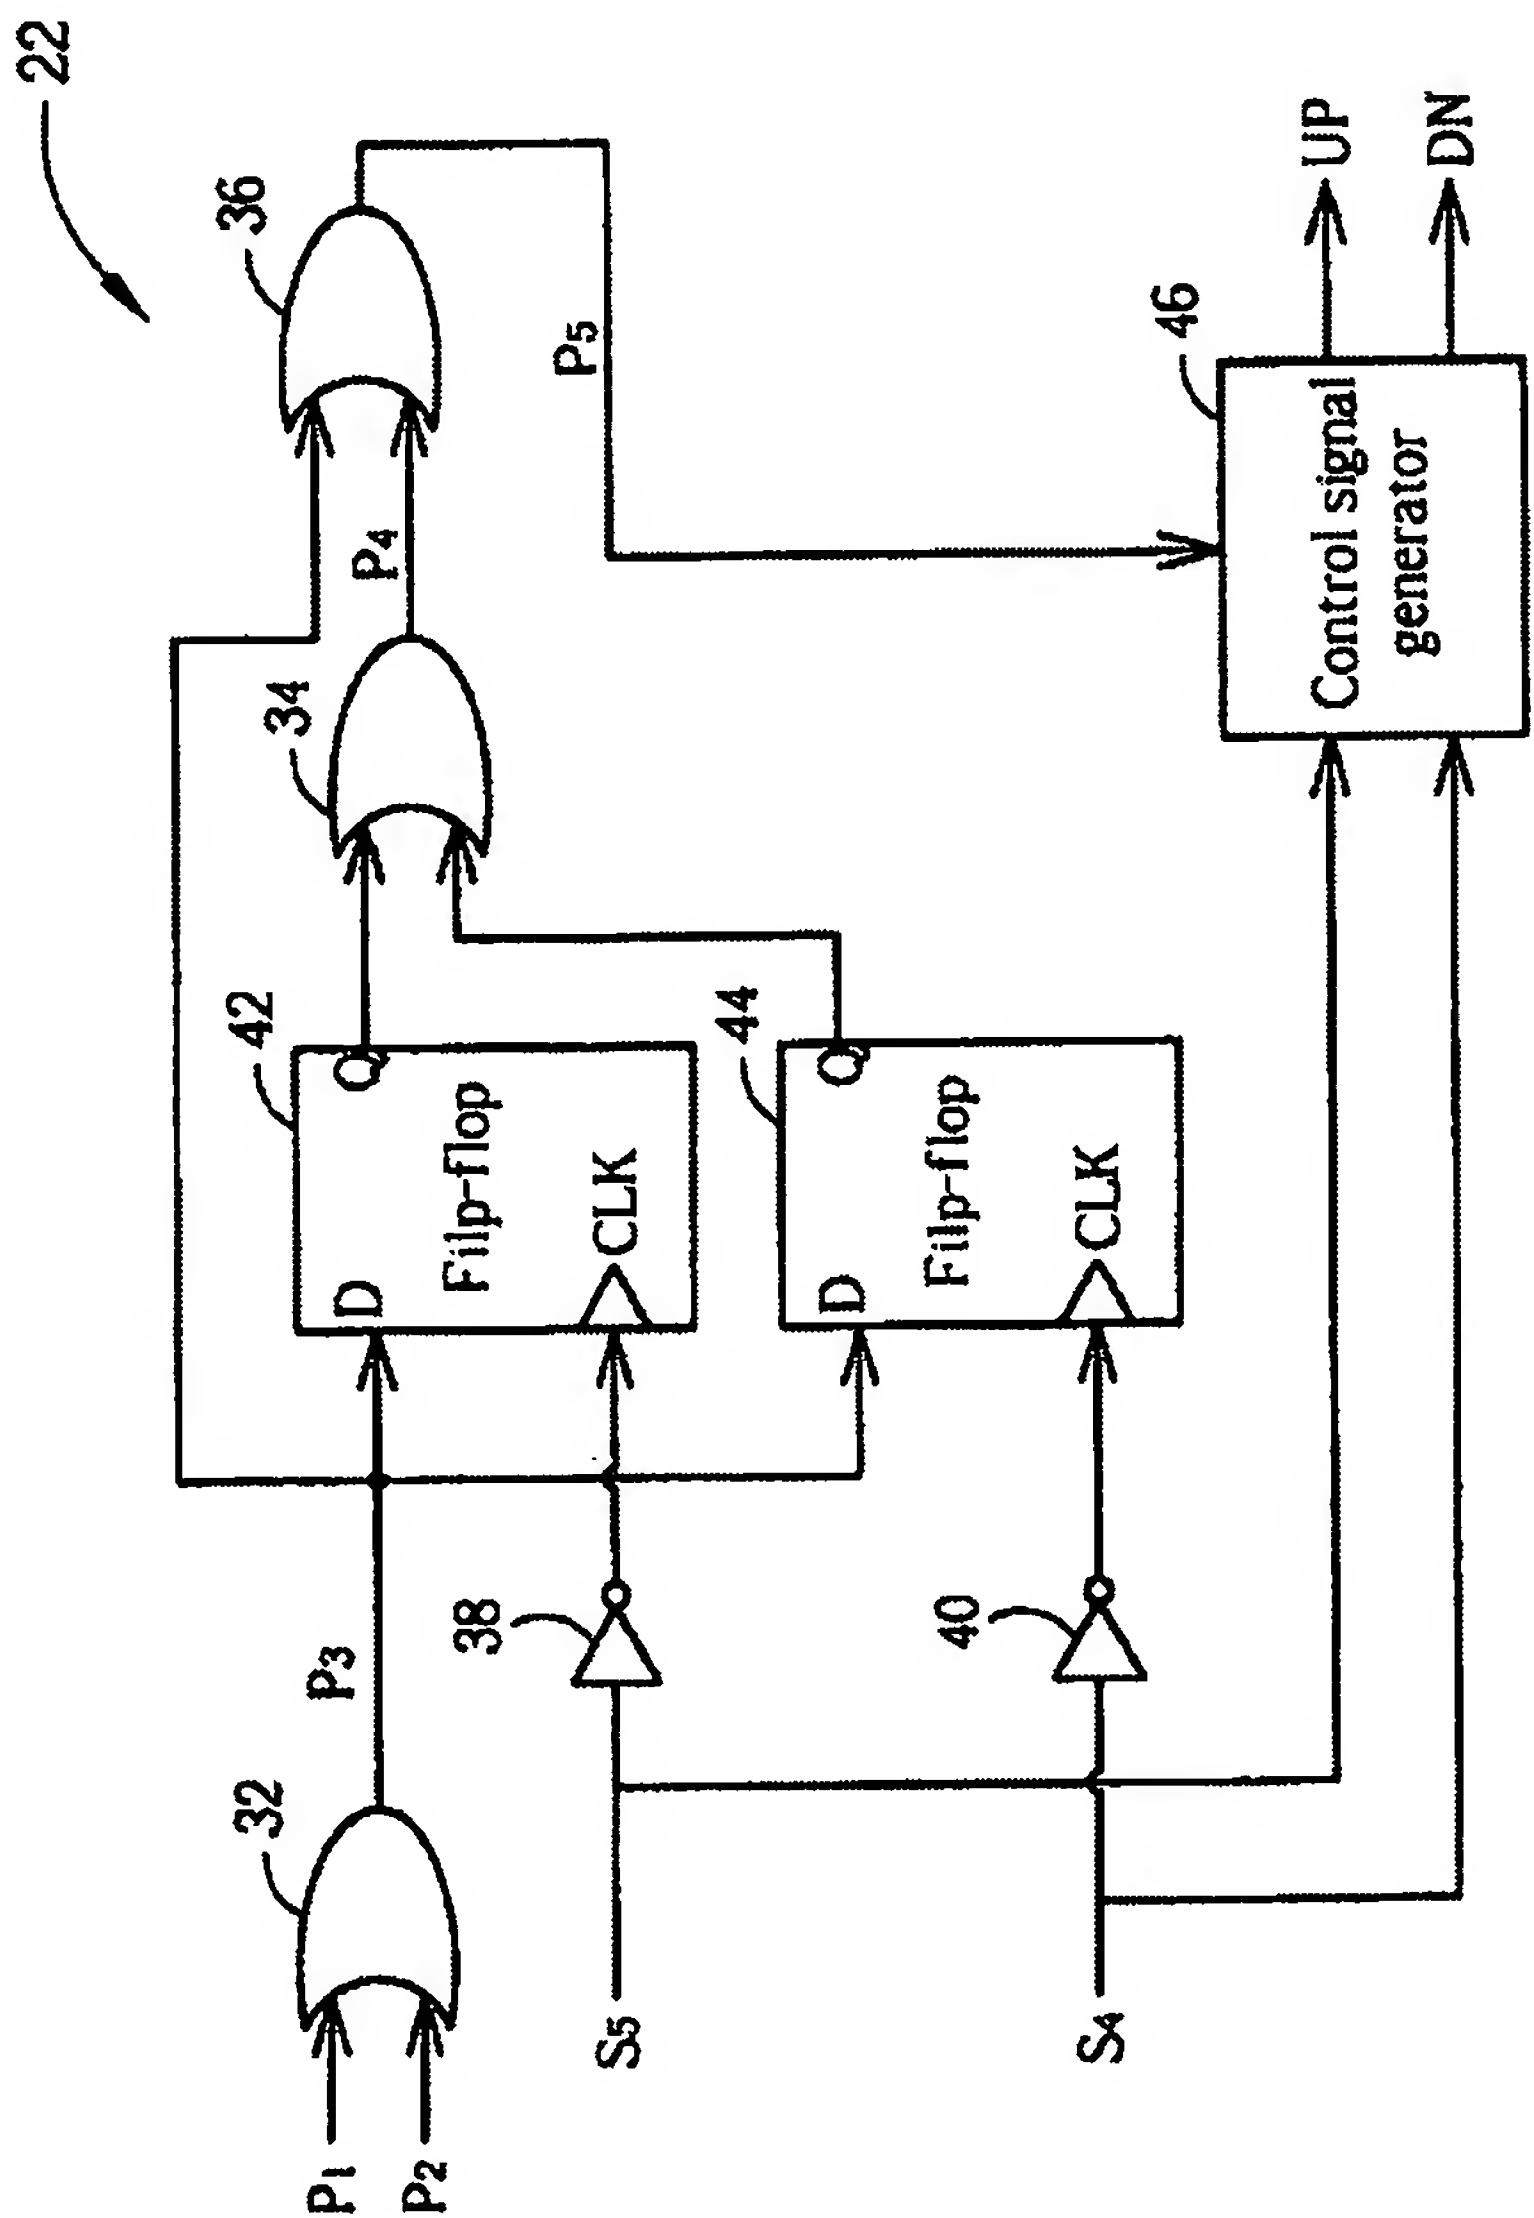 22
36
P5
46
UP
DN
Control signal
generator
P4
34
42
Q
Filp-flop
D
CLK
44
Q
Filp-flop
D
CLK
P3
38
40
32
P1
P2
S5
S4